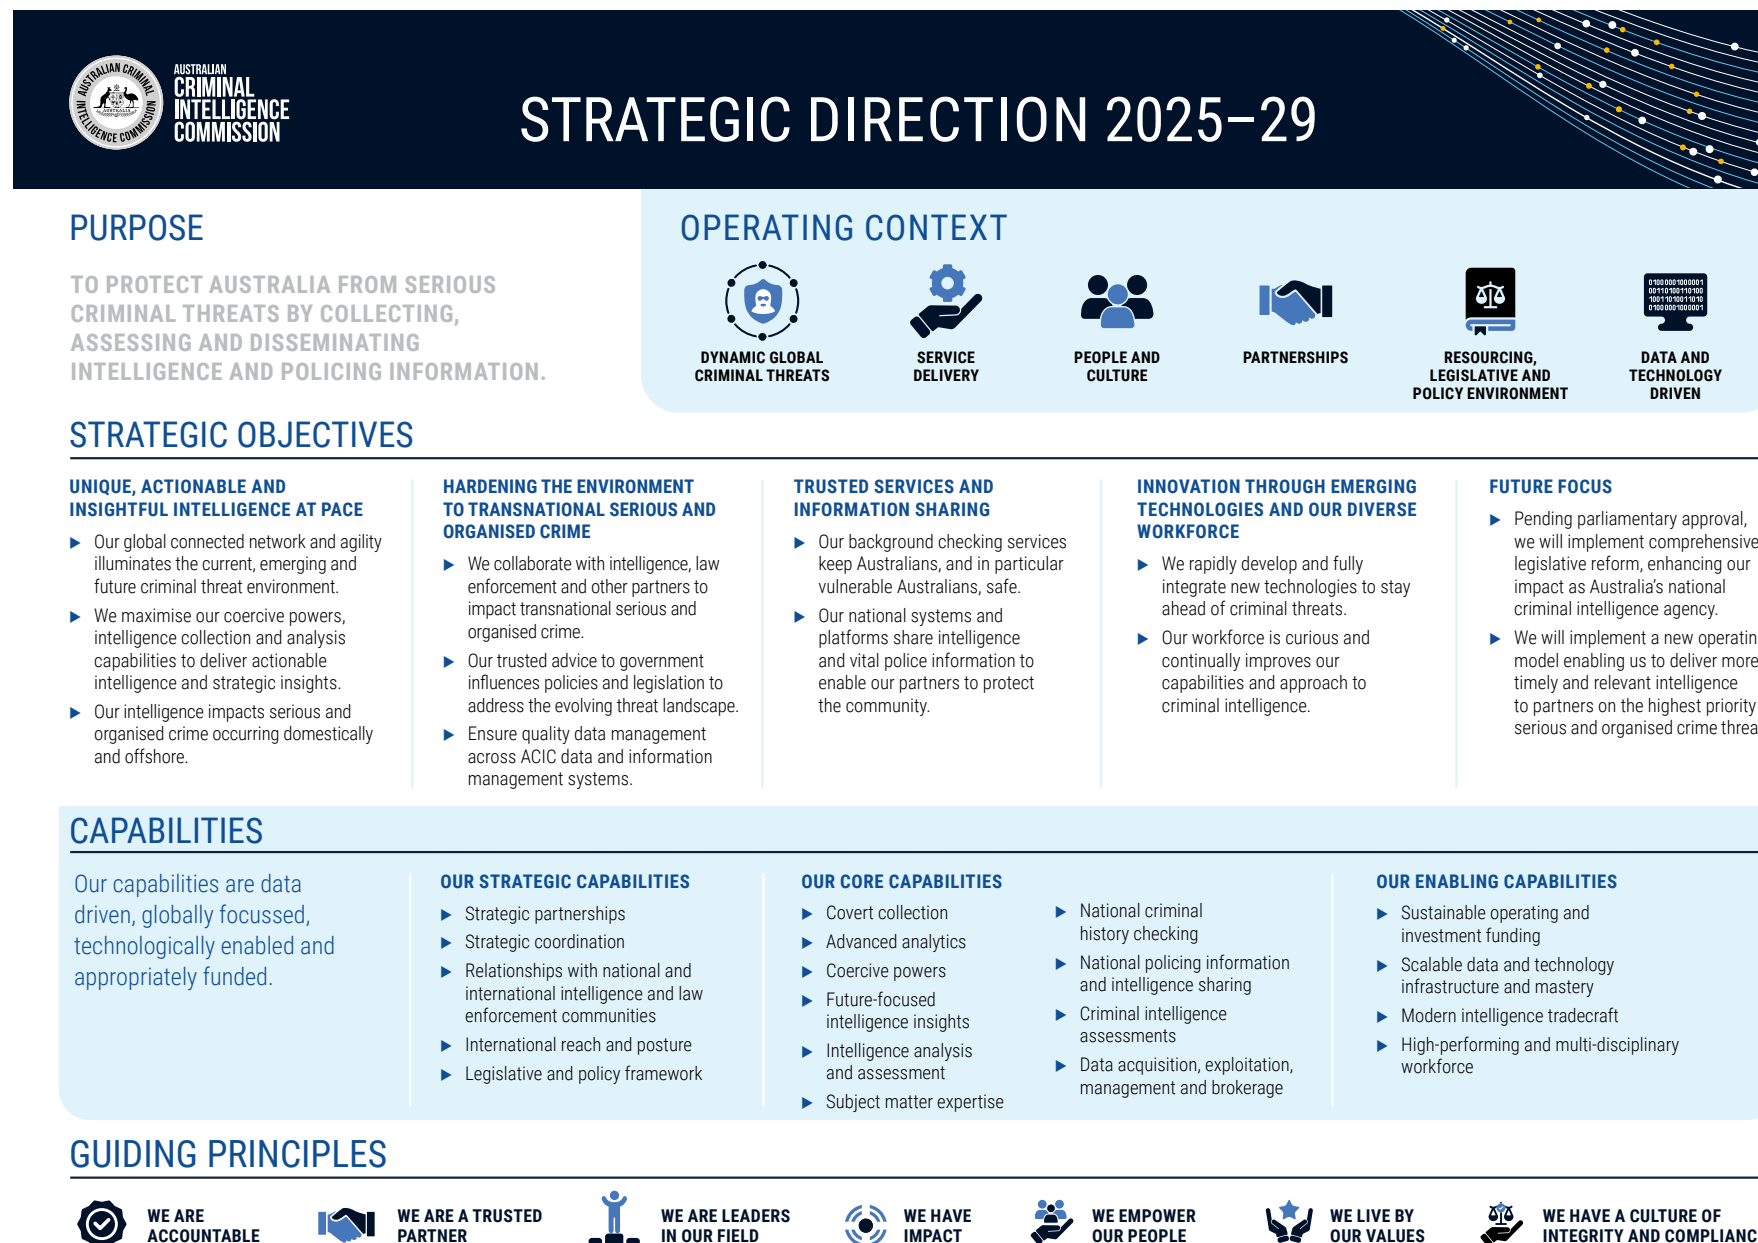 AUSTRALIAN CRIMINAL
INTELLIGENCE COMMISSION
AUSTRALIA
AUSTRALIAN
CRIMINAL
INTELLIGENCE
COMMISSION
STRATEGIC DIRECTION 2025–29
PURPOSE
TO PROTECT AUSTRALIA FROM SERIOUS
CRIMINAL THREATS BY COLLECTING,
ASSESSING AND DISSEMINATING
INTELLIGENCE AND POLICING INFORMATION.
OPERATING CONTEXT
DYNAMIC GLOBAL
CRIMINAL THREATS
SERVICE
DELIVERY
PEOPLE AND
CULTURE
PARTNERSHIPS
RESOURCING,
LEGISLATIVE AND
POLICY ENVIRONMENT
0100000100001
0011010011010
1001101001101
0100000100001
DATA AND
TECHNOLOGY
DRIVEN
STRATEGIC OBJECTIVES
UNIQUE, ACTIONABLE AND
INSIGHTFUL INTELLIGENCE AT PACE
Our global connected network and agility
illuminates the current, emerging and
future criminal threat environment.
We maximise our coercive powers,
intelligence collection and analysis
capabilities to deliver actionable
intelligence and strategic insights.
Our intelligence impacts serious and
organised crime occurring domestically
and offshore.
HARDENING THE ENVIRONMENT
TO TRANSNATIONAL SERIOUS AND
ORGANISED CRIME
We collaborate with intelligence, law
enforcement and other partners to
impact transnational serious and
organised crime.
Our trusted advice to government
influences policies and legislation to
address the evolving threat landscape.
Ensure quality data management
across ACIC data and information
management systems.
TRUSTED SERVICES AND
INFORMATION SHARING
Our background checking services
keep Australians, and in particular
vulnerable Australians, safe.
Our national systems and
platforms share intelligence
and vital police information to
enable our partners to protect
the community.
INNOVATION THROUGH EMERGING
TECHNOLOGIES AND OUR DIVERSE
WORKFORCE
We rapidly develop and fully
integrate new technologies to stay
ahead of criminal threats.
Our workforce is curious and
continually improves our
capabilities and approach to
criminal intelligence.
FUTURE FOCUS
Pending parliamentary approval,
we will implement comprehensive
legislative reform, enhancing our
impact as Australia's national
criminal intelligence agency.
We will implement a new operatin
model enabling us to deliver more
timely and relevant intelligence
to partners on the highest priority
serious and organised crime threa
CAPABILITIES
Our capabilities are data
driven, globally focussed,
technologically enabled and
appropriately funded.
OUR STRATEGIC CAPABILITIES
Strategic partnerships
Strategic coordination
Relationships with national and
international intelligence and law
enforcement communities
International reach and posture
Legislative and policy framework
OUR CORE CAPABILITIES
Covert collection
Advanced analytics
Coercive powers
Future-focused
intelligence insights
Intelligence analysis
and assessment
Subject matter expertise
National criminal
history checking
National policing information
and intelligence sharing
Criminal intelligence
assessments
Data acquisition, exploitation,
management and brokerage
OUR ENABLING CAPABILITIES
Sustainable operating and
investment funding
Scalable data and technology
infrastructure and mastery
Modern intelligence tradecraft
High-performing and multi-disciplinary
workforce
GUIDING PRINCIPLES
WE ARE
ACCOUNTABLE
WE ARE A TRUSTED
PARTNER
WE ARE LEADERS
IN OUR FIELD
WE HAVE
IMPACT
WE EMPOWER
OUR PEOPLE
WE LIVE BY
OUR VALUES
WE HAVE A CULTURE OF
INTEGRITY AND COMPLIANC